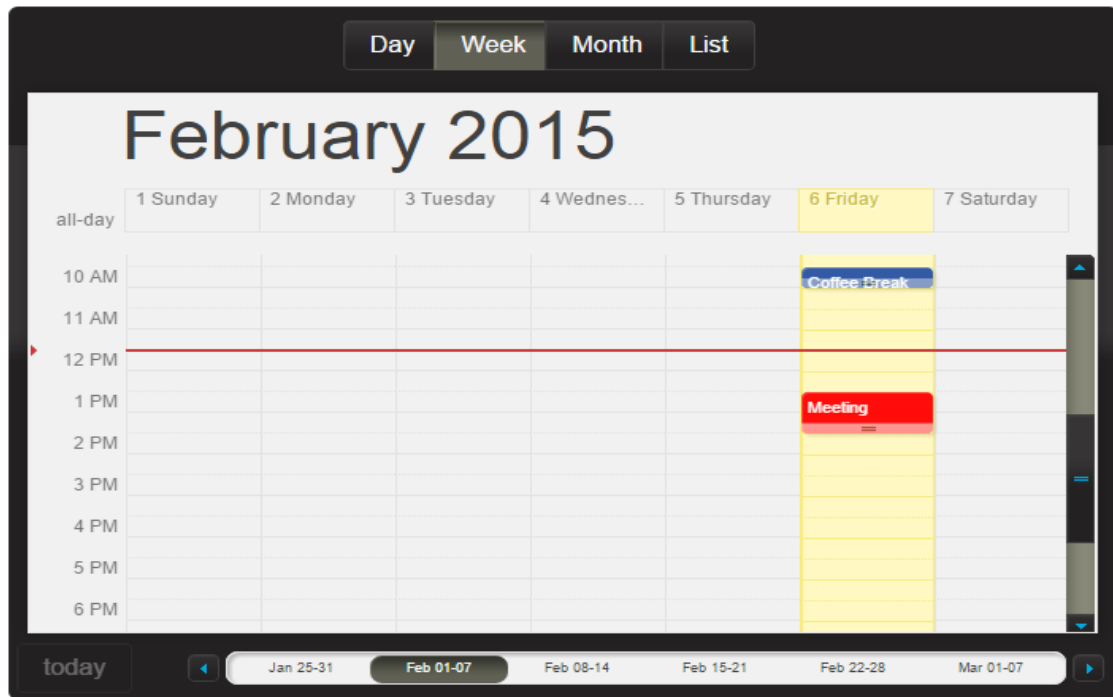 Day Week Month List
February 2015
1 Sunday 2 Monday 3 Tuesday 4 Wednes... 5 Thursday 6 Friday 7 Saturday
all-day
10 AM
Coffee Break
11 AM
12 PM
1 PM
Meeting
2 PM
3 PM
4 PM
5 PM
6 PM
today Jan 25-31 Feb 01-07 Feb 08-14 Feb 15-21 Feb 22-28 Mar 01-07